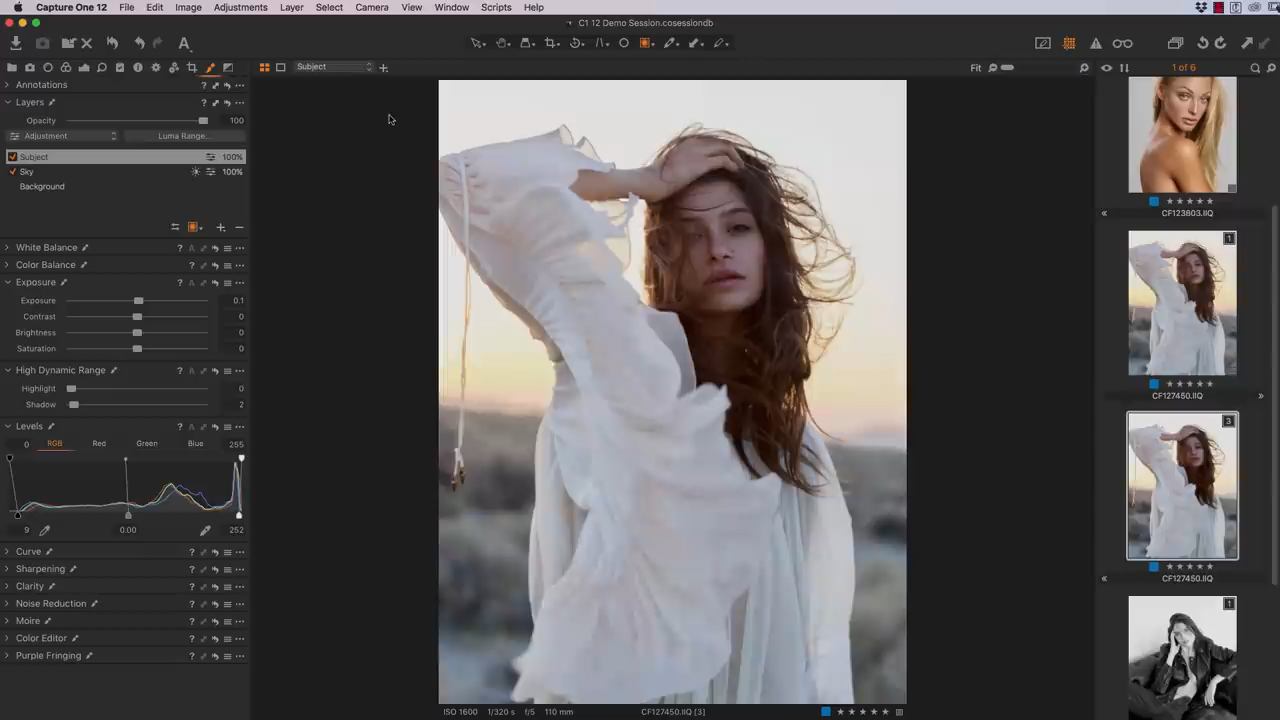 Capture One 12 File Edit Image Adjustments Layer Select Camera View Window Scripts Help
C1 12 Demo Session.cosessiondb
Subject
Fit
1 of 6
Annotations
Layers
Opacity 100
Adjustment Luma Range...
Subject 100%
Sky 100%
Background
White Balance
Color Balance
Exposure
Exposure 0.1
Contrast 0
Brightness 0
Saturation 0
High Dynamic Range
Highlight 0
Shadow 2
Levels
0 RGB Red Green Blue 255
9 0.00 252
Curve
Sharpening
Clarity
Noise Reduction
Moire
Color Editor
Purple Fringing
ISO 1600 1/320 s f/5 110 mm CF127450.IIQ [3]
CF123603.IIQ
1
CF127450.IIQ
3
CF127450.IIQ
1